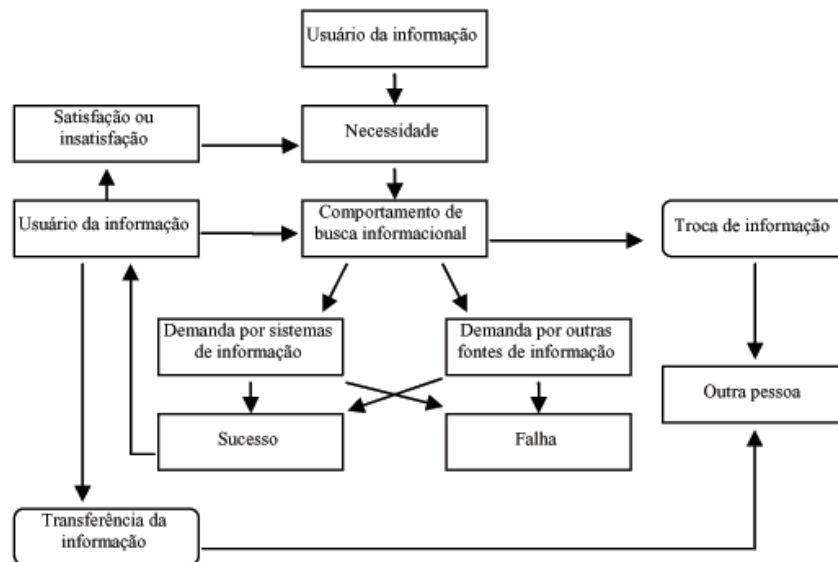 Usuário da informação
Satisfação ou
insatisfação
Necessidade
Usuário da informação
Comportamento de
busca informacional
Troca de informação
Demanda por sistemas
de informação
Demanda por outras
fontes de informação
Outra pessoa
Sucesso
Falha
Transferência da
informação